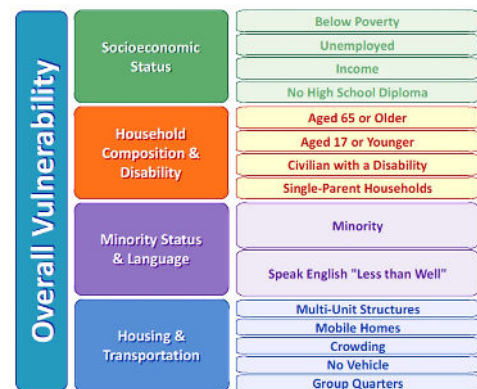 Overall Vulnerability
Socioeconomic
Status
Below Poverty
Unemployed
Income
No High School Diploma
Household
Composition &
Disability
Aged 65 or Older
Aged 17 or Younger
Civilian with a Disability
Single-Parent Households
Minority Status
& Language
Minority
Speak English "Less than Well"
Housing &
Transportation
Multi-Unit Structures
Mobile Homes
Crowding
No Vehicle
Group Quarters